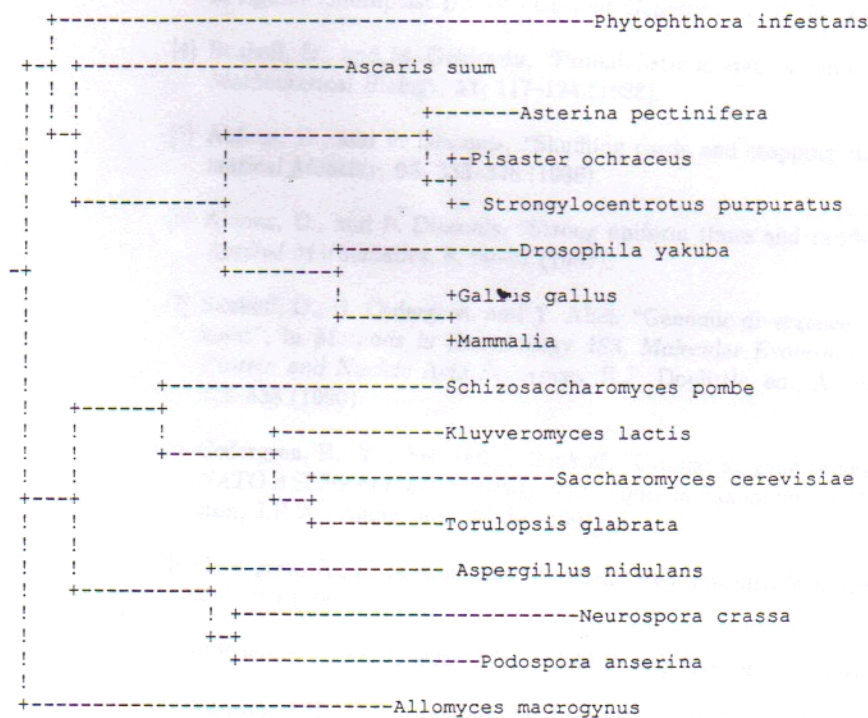 Phytophthora infestans
Ascaris suum
Asterina pectinifera
Pisaster ochraceus
Strongylocentrotus purpuratus
Drosophila yakuba
Gallus gallus
Mammalia
Schizosaccharomyces pombe
Kluyveromyces lactis
Saccharomyces cerevisiae
Torulopsis glabrata
Aspergillus nidulans
Neurospora crassa
Podospora anserina
Allomyces macrogynus